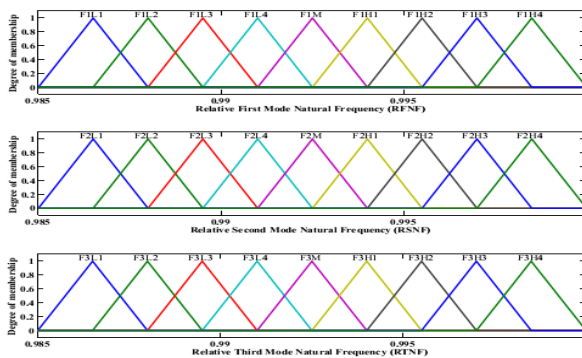 F1L1 F1L2 F1L3 F1L4 F1M F1H1 F1H2 F1H3 F1H4
1
0.8
0.6
0.4
0.2
0
Degree of membership
0.985 0.99 0.995
Relative First Mode Natural Frequency (RFNF)
F2L1 F2L2 F2L3 F2L4 F2M F2H1 F2H2 F2H3 F2H4
1
0.8
0.6
0.4
0.2
0
Degree of membership
0.985 0.99 0.995
Relative Second Mode Natural Frequency (RSNF)
F3L1 F3L2 F3L3 F3L4 F3M F3H1 F3H2 F3H3 F3H4
1
0.8
0.6
0.4
0.2
0
Degree of membership
0.985 0.99 0.995
Relative Third Mode Natural Frequency (RTNF)